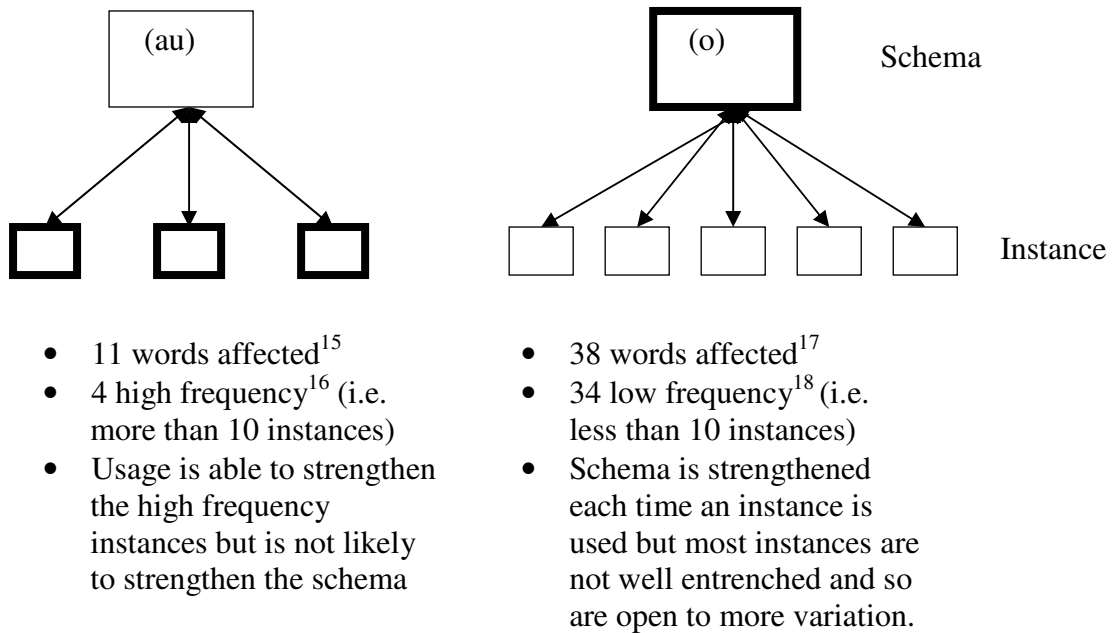 (au)
(o)
Schema
Instance
• 11 words affected15
• 4 high frequency16 (i.e.
more than 10 instances)
• Usage is able to strengthen
the high frequency
instances but is not likely
to strengthen the schema
• 38 words affected17
• 34 low frequency18 (i.e.
less than 10 instances)
• Schema is strengthened
each time an instance is
used but most instances are
not well entrenched and so
are open to more variation.